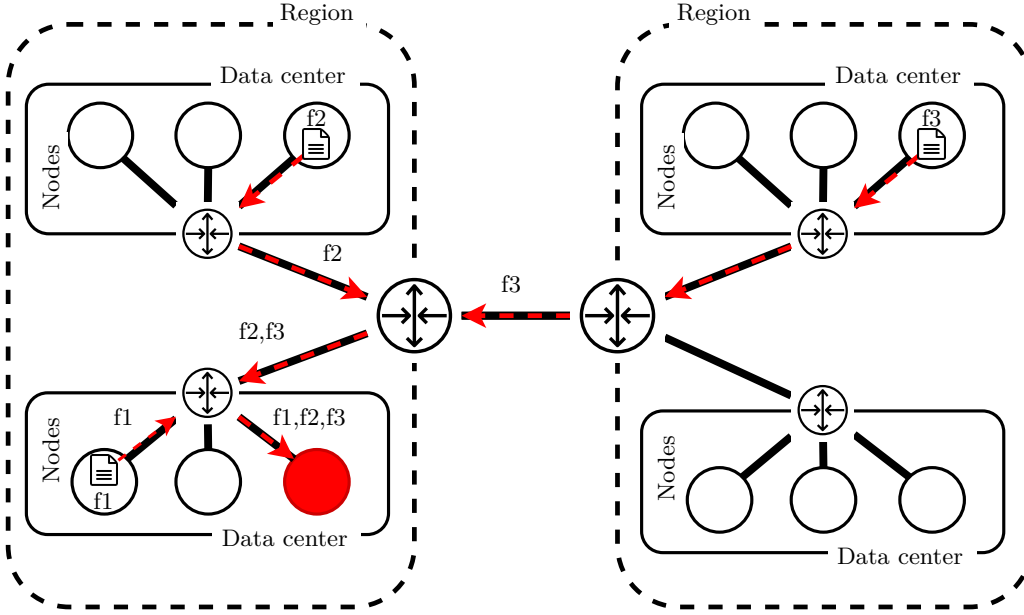 Region
Region
Data center
Data center
f2
f3
Nodes
Nodes
f2
f3
f2,f3
f1
f1,f2,f3
Nodes
Nodes
f1
Data center
Data center